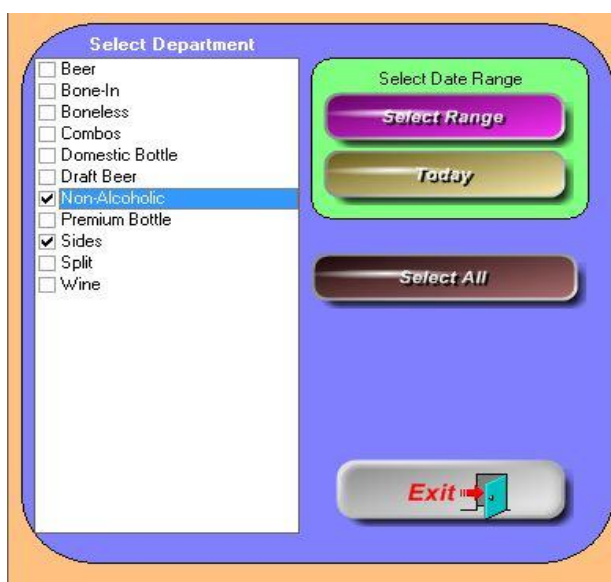 Select Department
Beer
Bone-In
Boneless
Combos
Domestic Bottle
Draft Beer
Non-Alcoholic
Premium Bottle
Sides
Split
Wine
Select Date Range
Select Range
Today
Select All
Exit